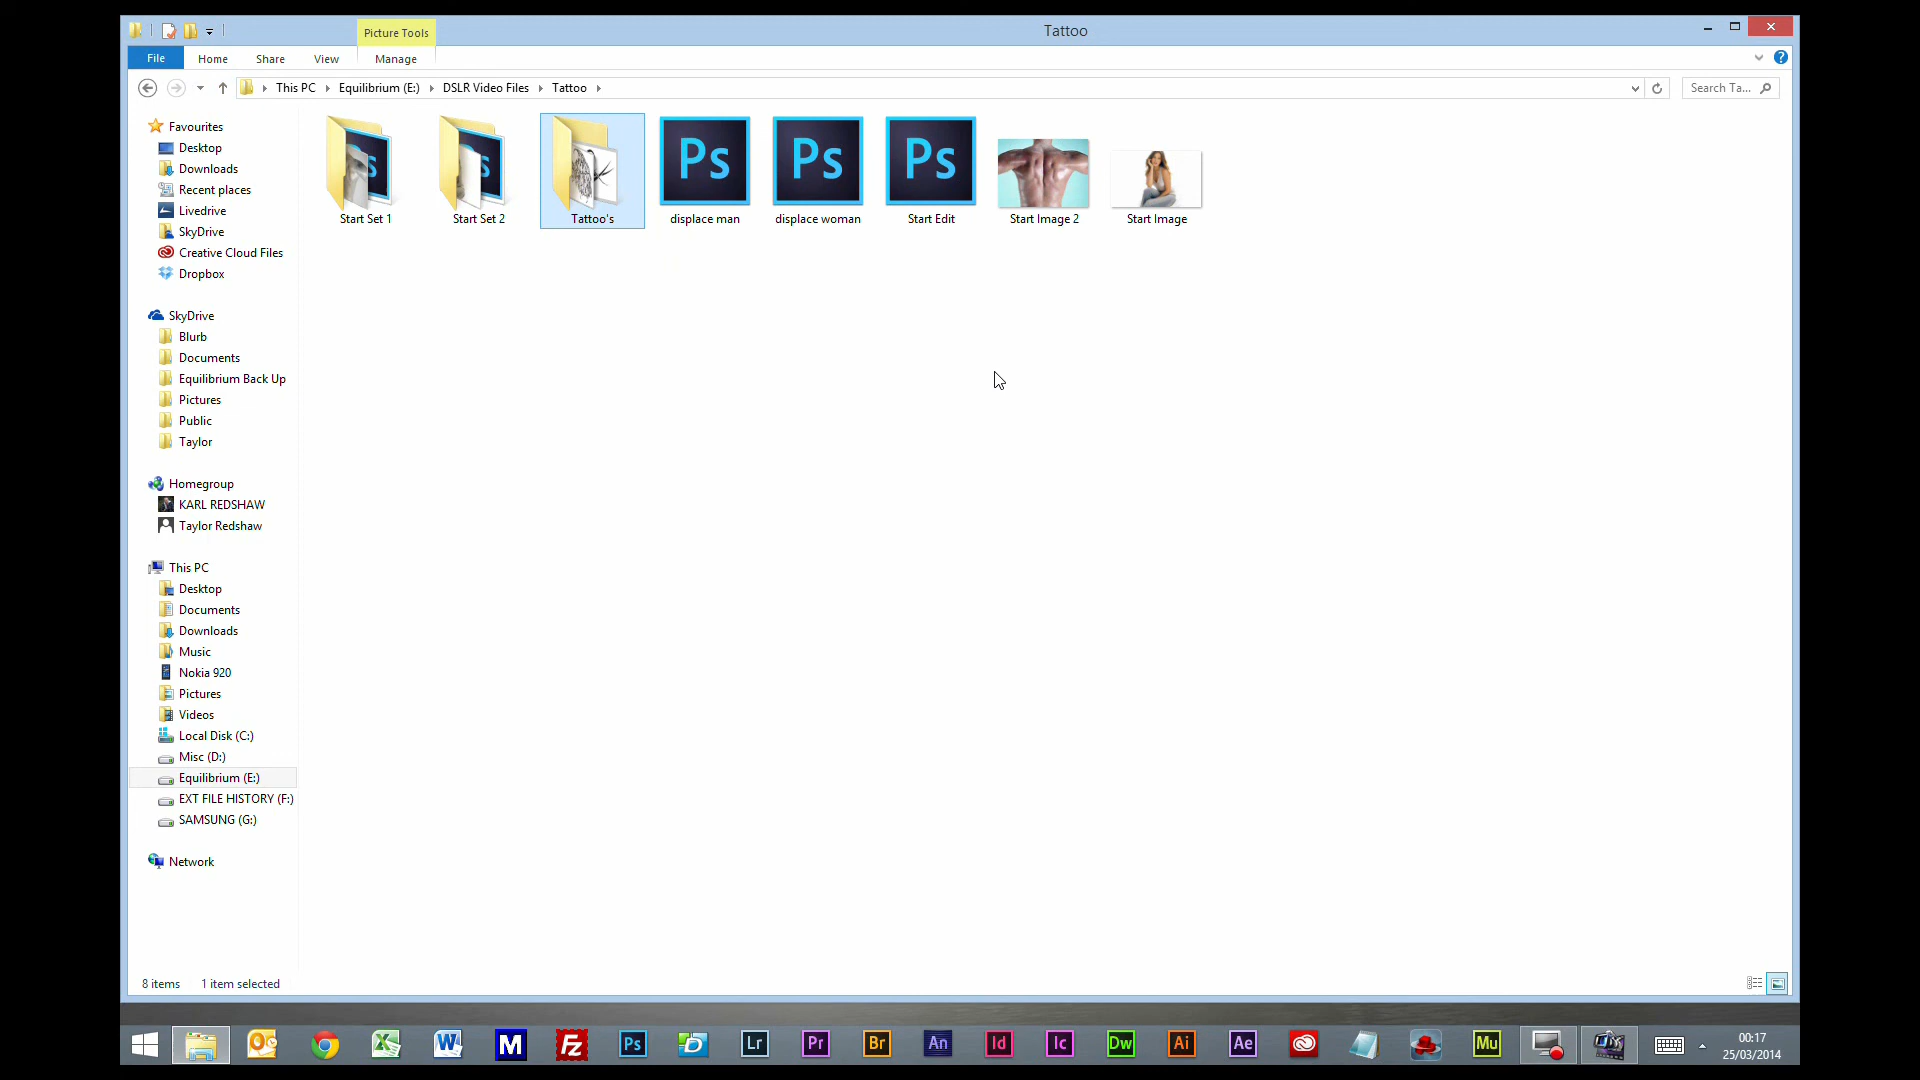 Picture Tools
Tattoo
File
Home
Share
View
Manage
This PC
Equilibrium (E:)
DSLR Video Files
Tattoo
Search Ta...
Favourites
Desktop
Downloads
Recent places
Livedrive
SkyDrive
Creative Cloud Files
Dropbox
SkyDrive
Blurb
Documents
Equilibrium Back Up
Pictures
Public
Taylor
Homegroup
KARL REDSHAW
Taylor Redshaw
This PC
Desktop
Documents
Downloads
Music
Nokia 920
Pictures
Videos
Local Disk (C:)
Misc (D:)
Equilibrium (E:)
EXT FILE HISTORY (F:)
SAMSUNG (G:)
Network
Ps
Ps
Ps
Start Set 1
Start Set 2
Tattoo's
displace man
displace woman
Start Edit
Start Image 2
Start Image
8 items
1 item selected
M
Fz
Ps
Lr
Pr
Br
An
Id
Ic
Dw
Ai
Ae
Mu
00:17
25/03/2014